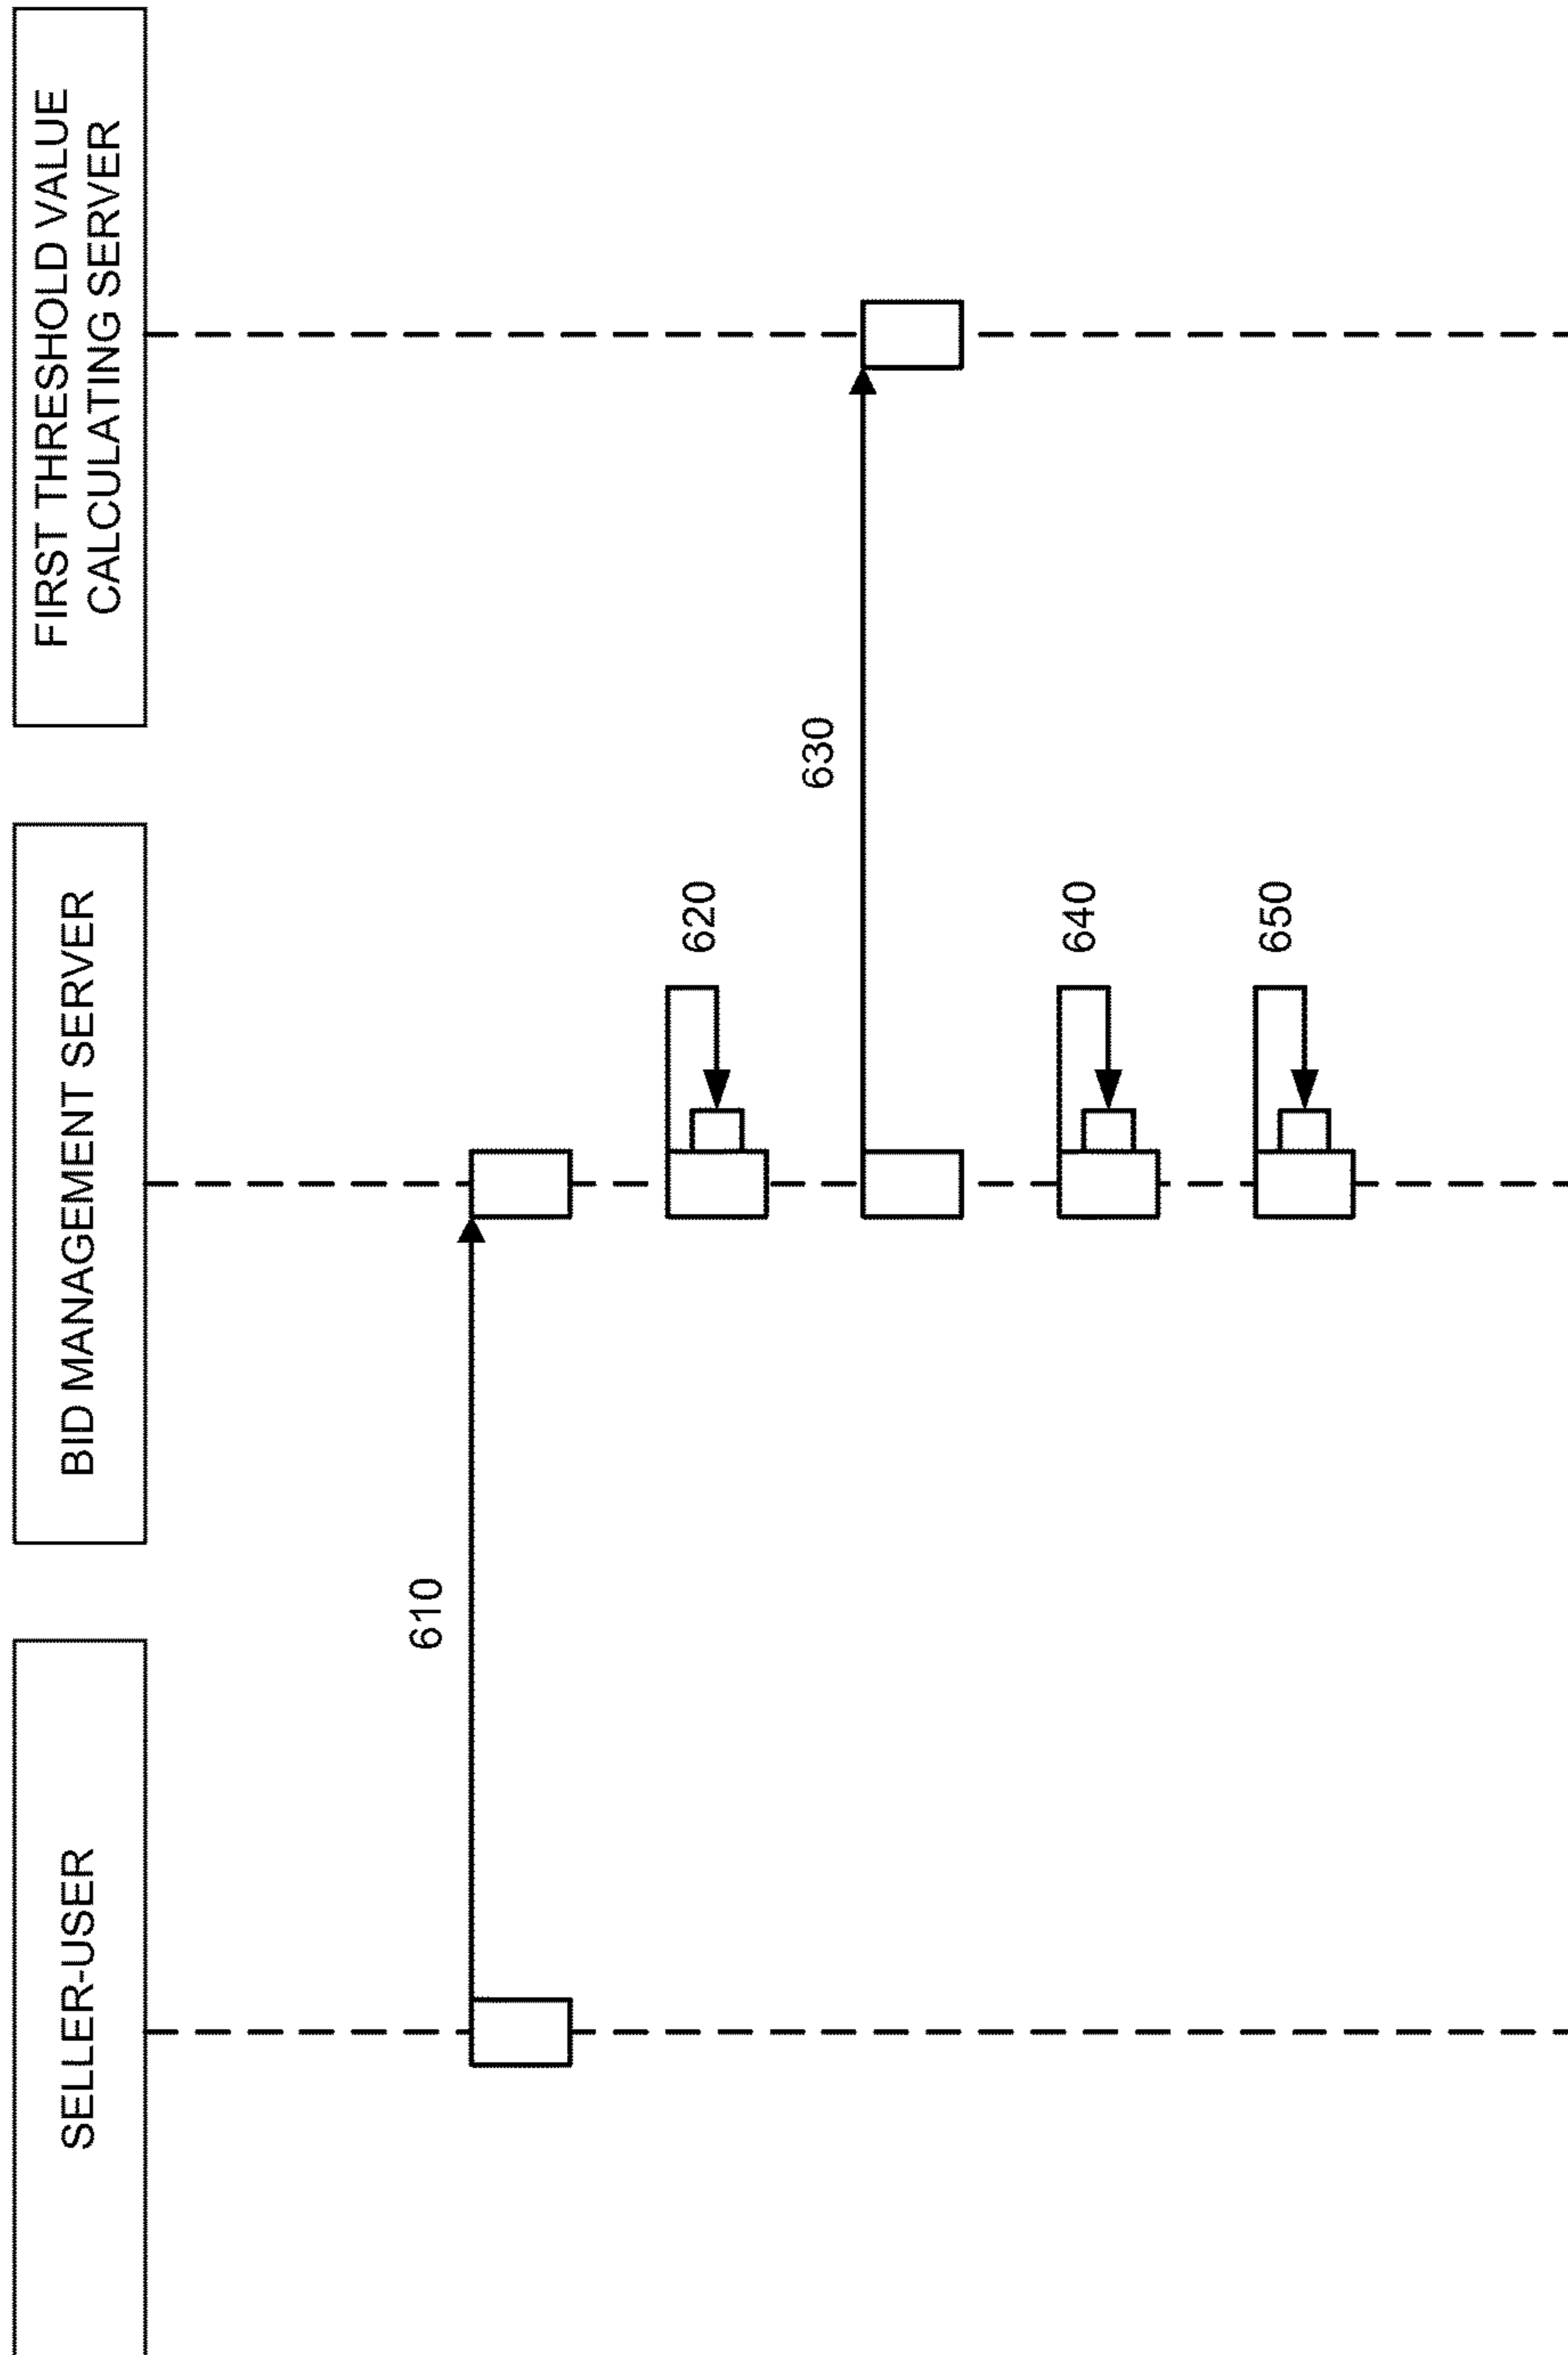 SELLER-USER
BID MANAGEMENT SERVER
FIRST THRESHOLD VALUE
CALCULATING SERVER
610
620
630
640
650